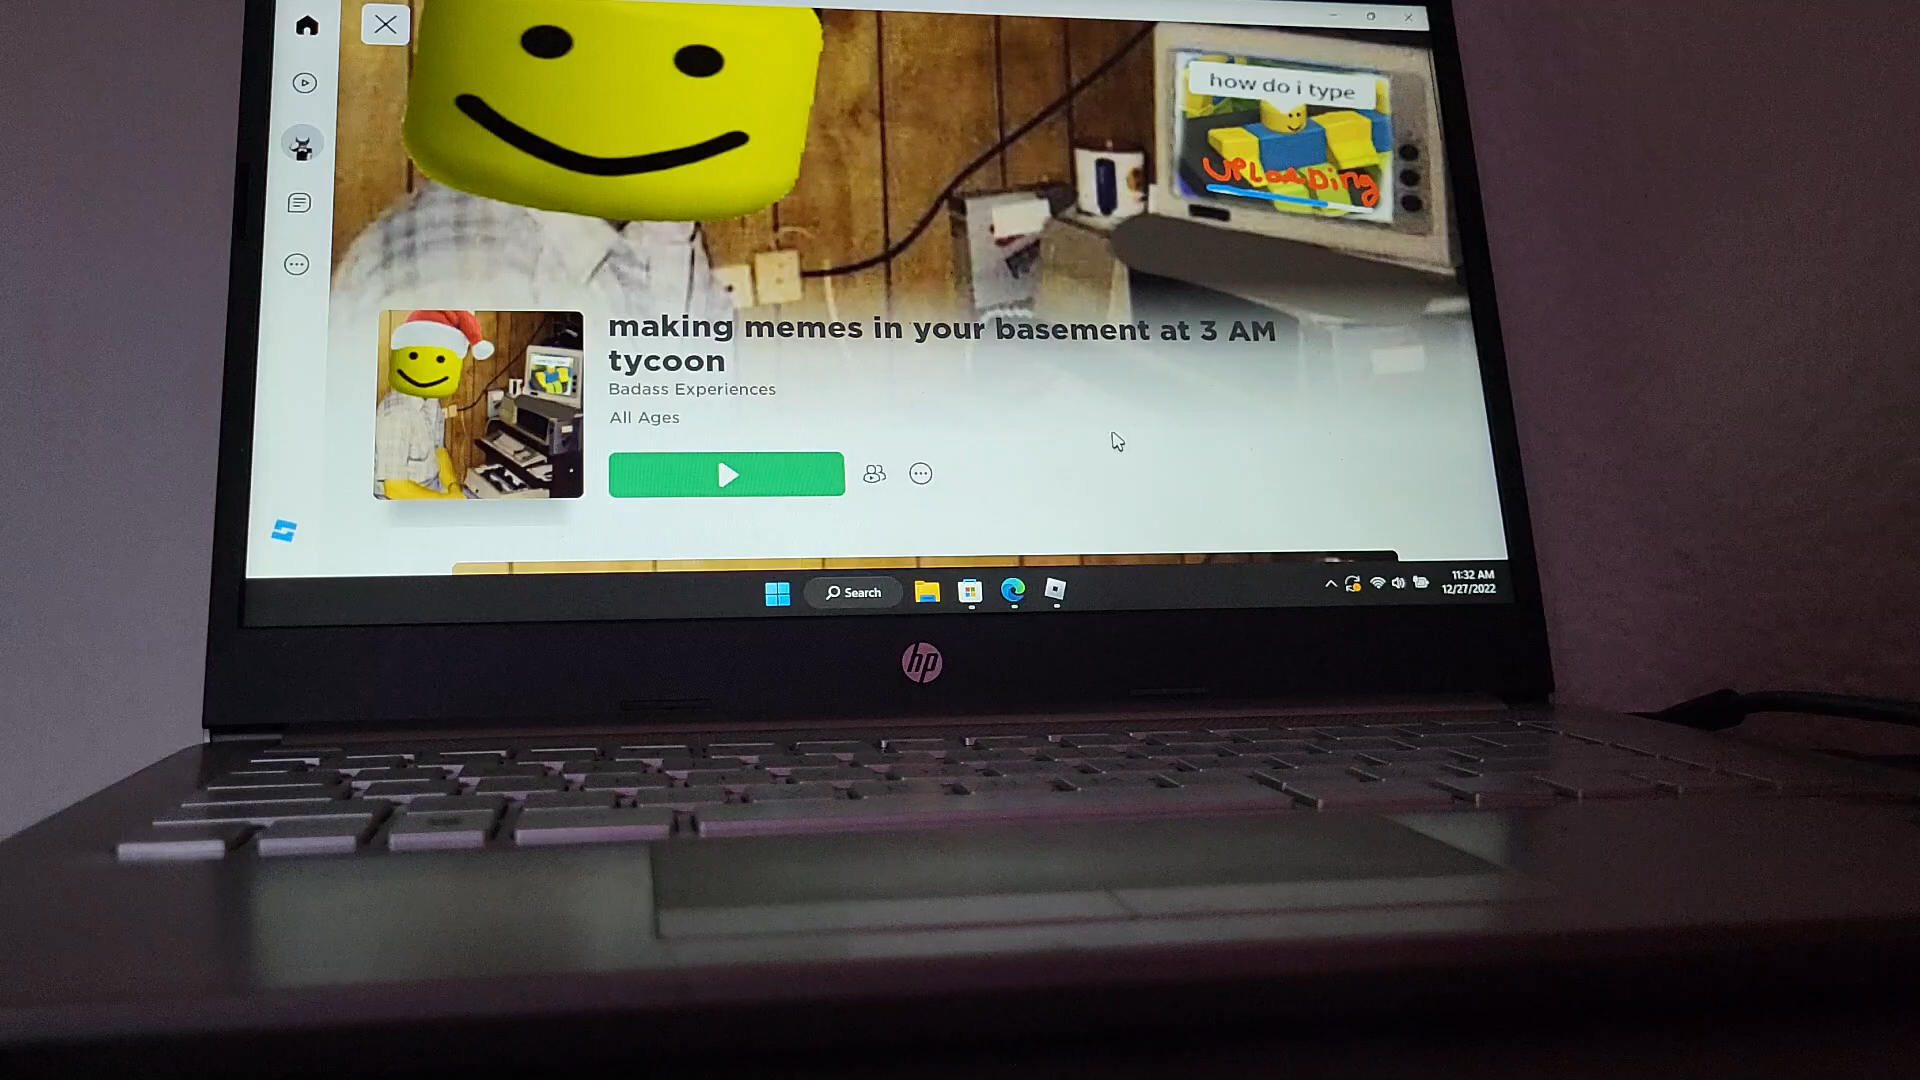 how do i type
UPLOADING
making memes in your basement at 3 AM
tycoon
Badass Experiences
All Ages
Search
11:32 AM
12/27/2022
hp